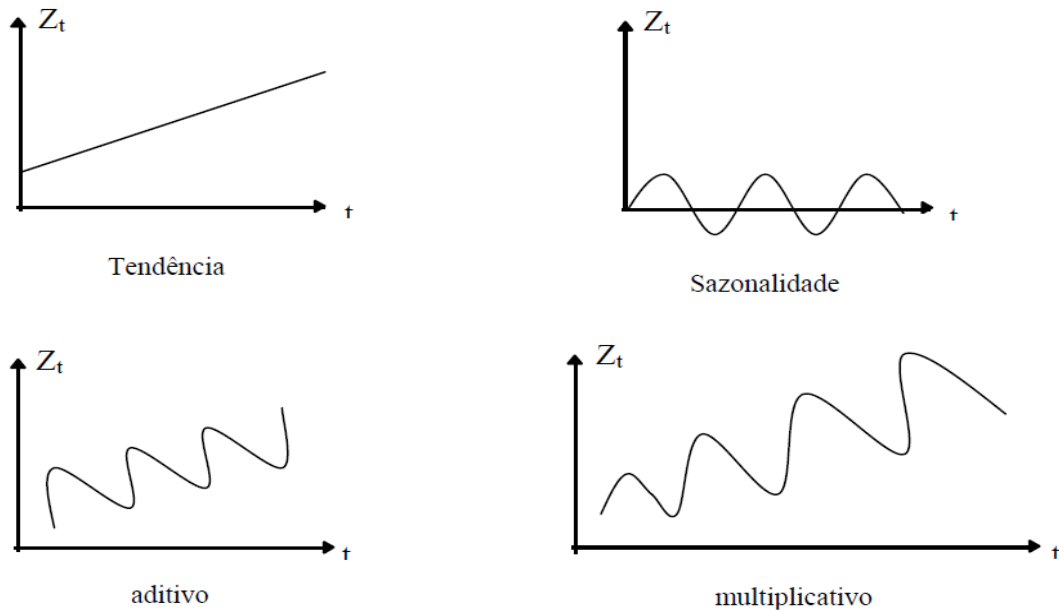 Zt
t
Tendência
Zt
t
Sazonalidade
Zt
t
aditivo
Zt
t
multiplicativo